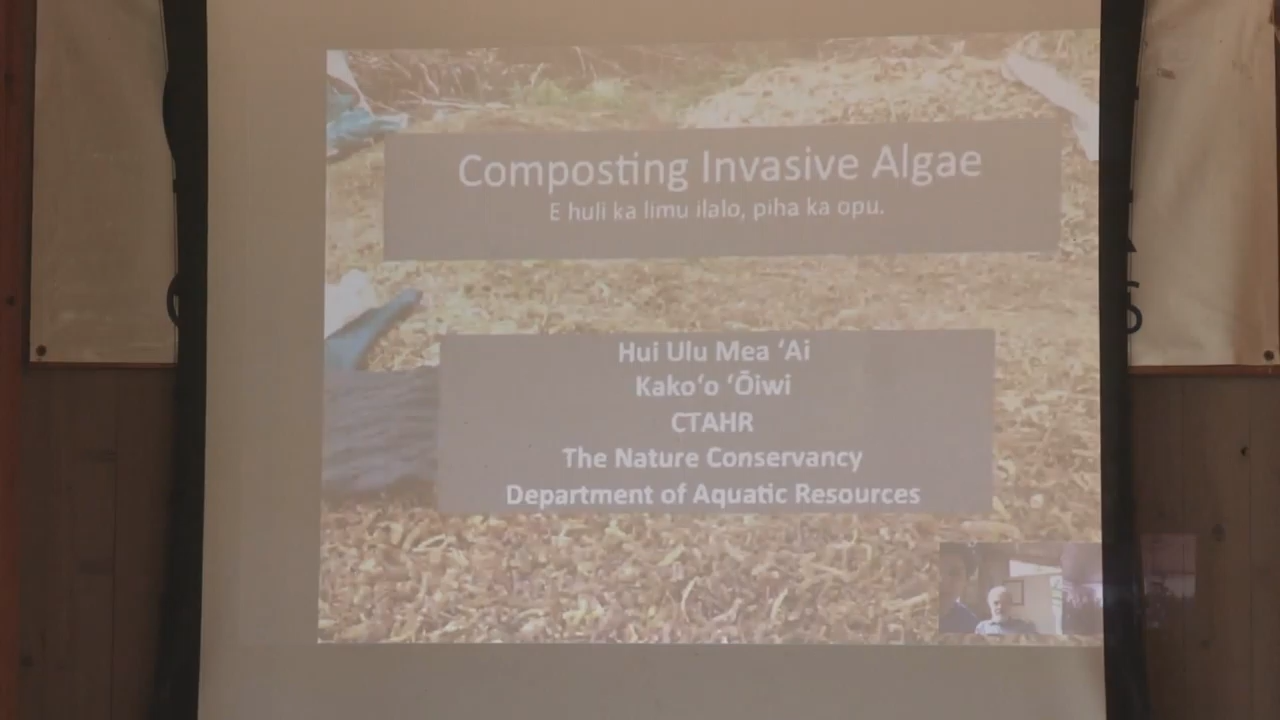 Composting Invasive Algae
E huli ka limu ilalo, piha ka opu.
Hui Ulu Mea ʻAi
Kakoʻo ʻŌiwi
CTAHR
The Nature Conservancy
Department of Aquatic Resources